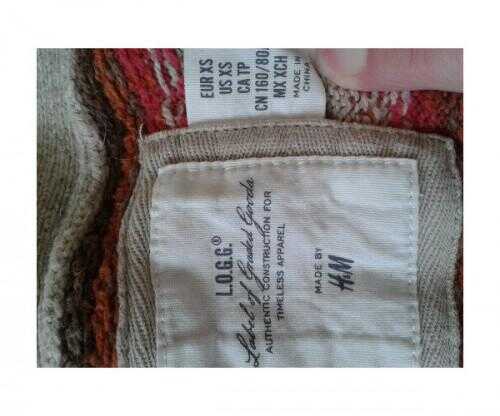 EUR XS
US XS
CA TP
CN 160/80
MX XCH
MADE IN
CHINA
L.O.G.G.®
Label of Graded Goods
AUTHENTIC CONSTRUCTION FOR
TIMELESS APPAREL
MADE BY
H&M